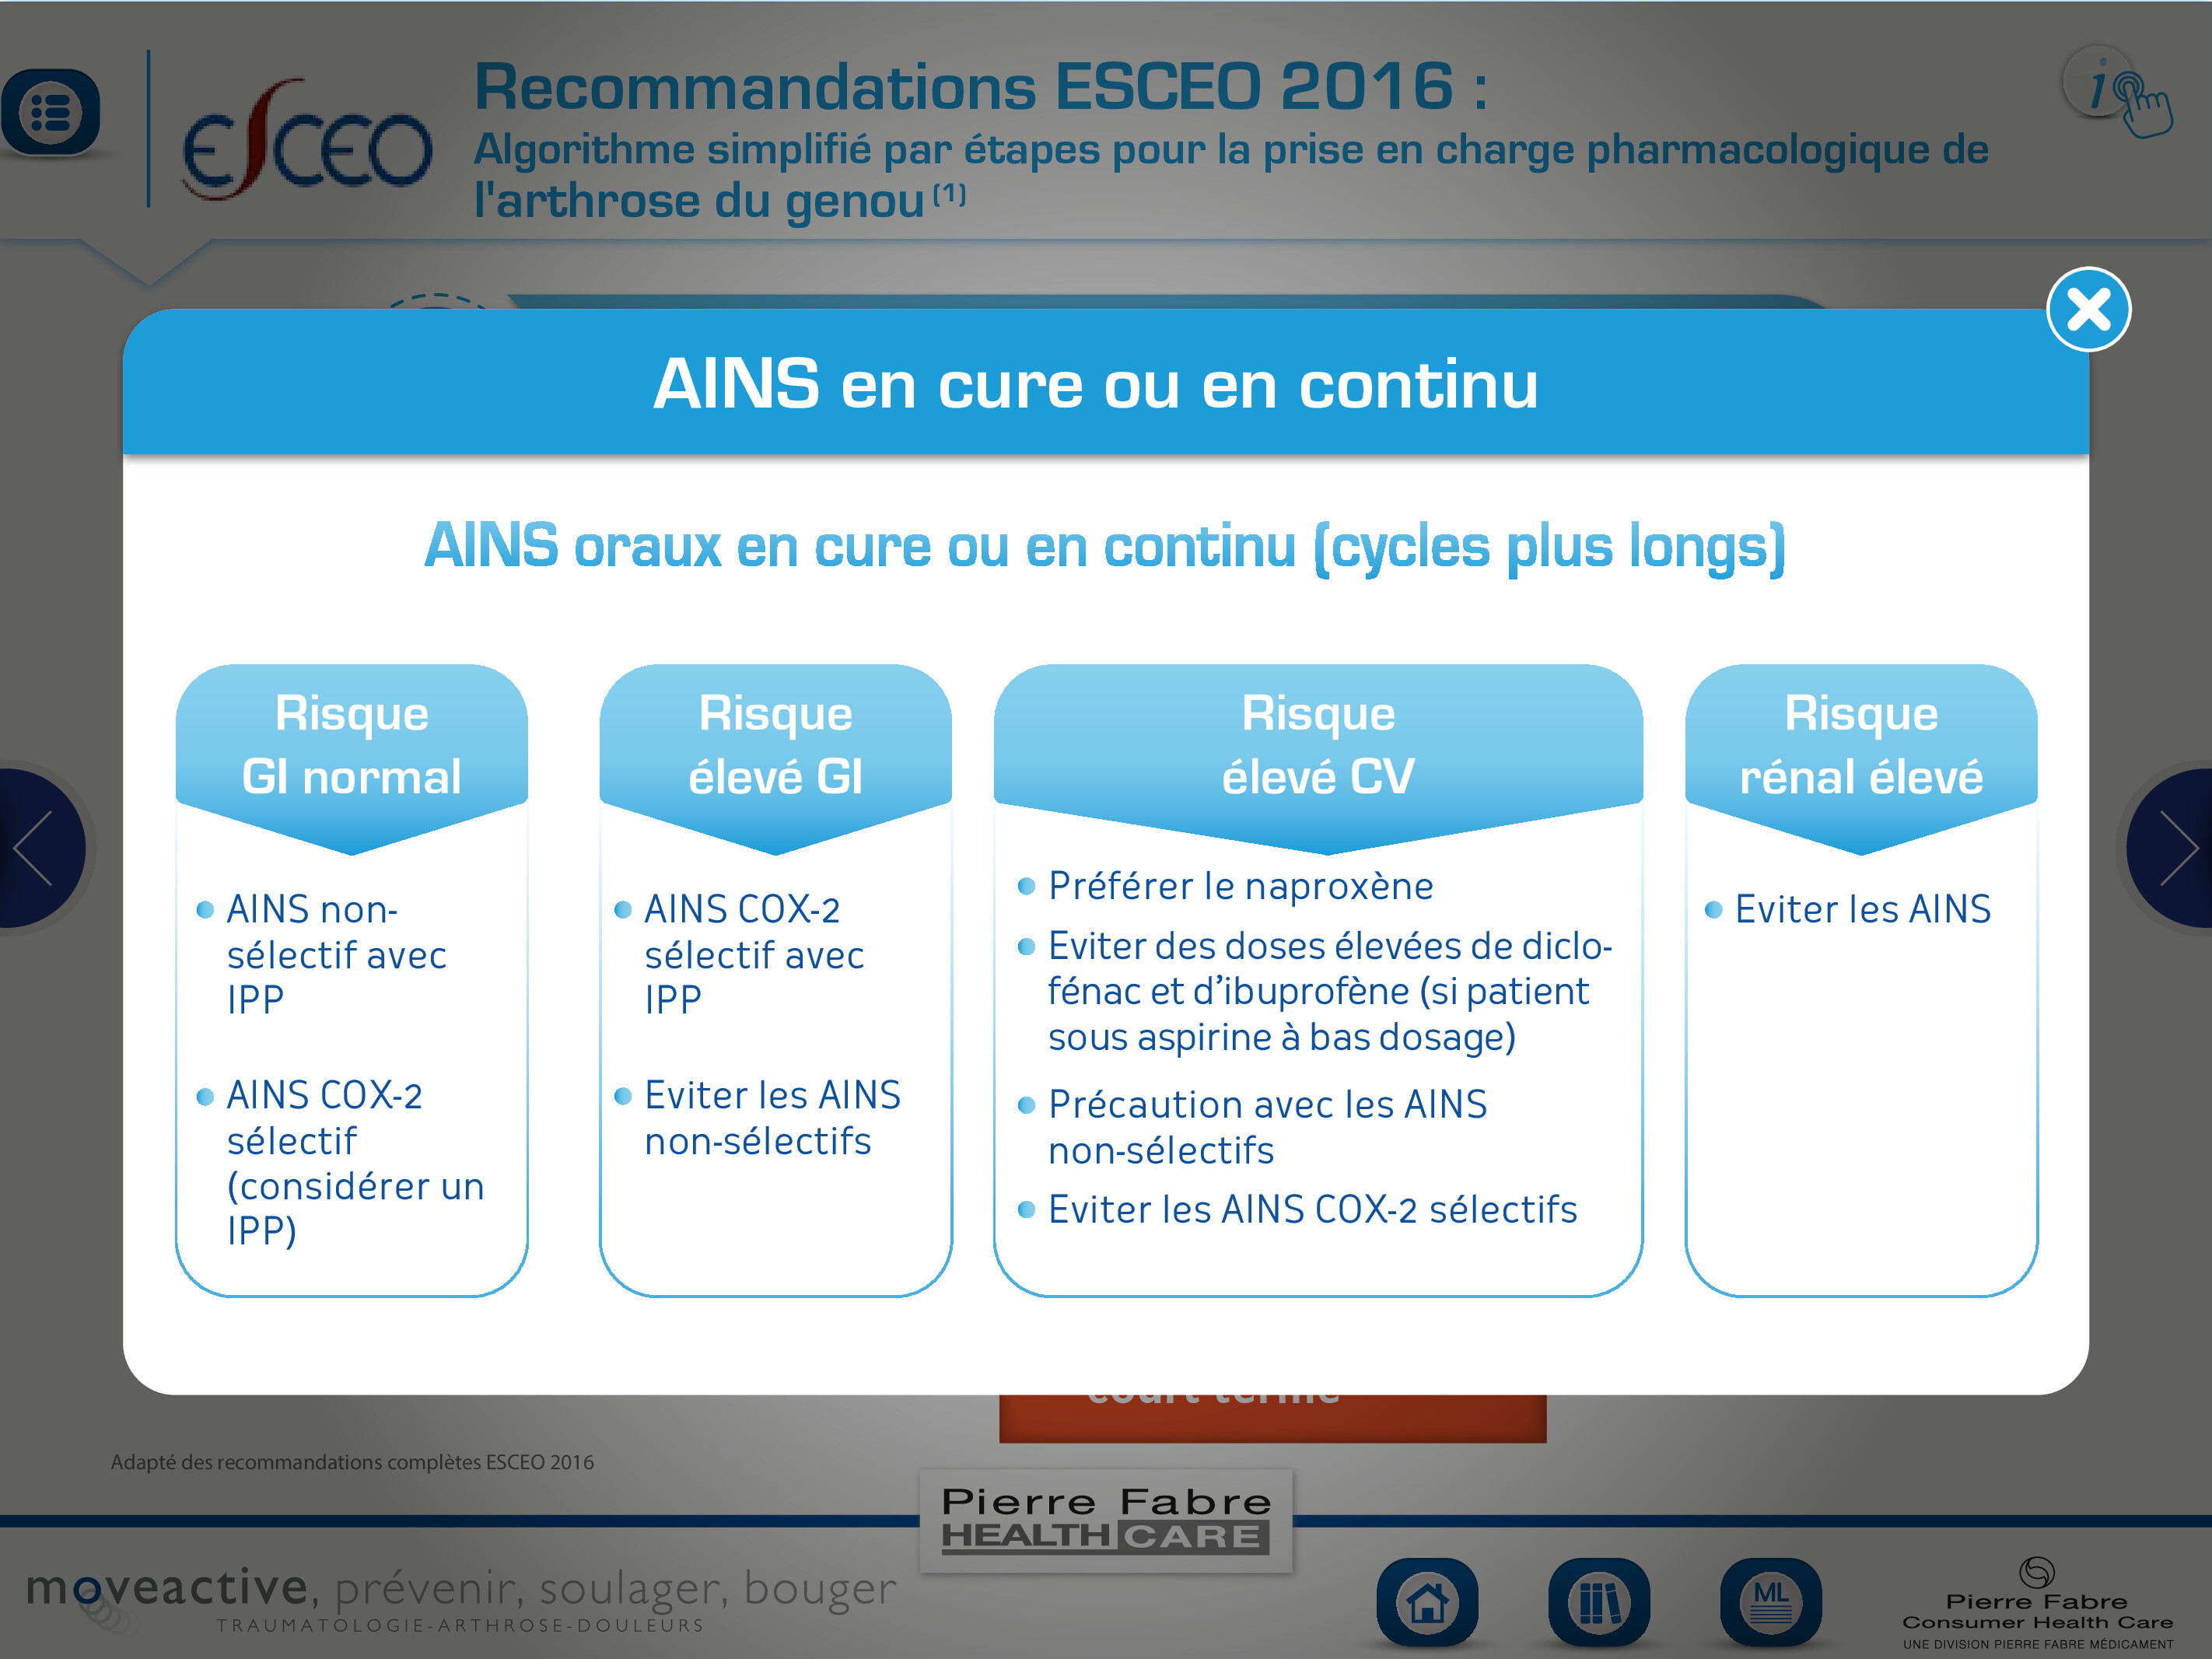 ESCEO
Recommandations ESCEO 2016 :
Algorithme simplifié par étapes pour la prise en charge pharmacologique de
l'arthrose du genou (1)
i
AINS en cure ou en continu
AINS oraux en cure ou en continu (cycles plus longs)
Risque
GI normal
AINS non-
sélectif avec
IPP
AINS COX-2
sélectif
(considérer un
IPP)
Risque
élevé GI
AINS COX-2
sélectif avec
IPP
Eviter les AINS
non-sélectifs
Risque
élevé CV
Préférer le naproxène
Eviter des doses élevées de diclo-
fénac et d’ibuprofène (si patient
sous aspirine à bas dosage)
Précaution avec les AINS
non-sélectifs
Eviter les AINS COX-2 sélectifs
Risque
rénal élevé
Eviter les AINS
court terme
Adapté des recommandations complètes ESCEO 2016
Pierre Fabre
HEALTH CARE
moveactive, prévenir, soulager, bouger
TRAUMATOLOGIE-ARTHROSE-DOULEURS
ML
Pierre Fabre
Consumer Health Care
UNE DIVISION PIERRE FABRE MÉDICAMENT